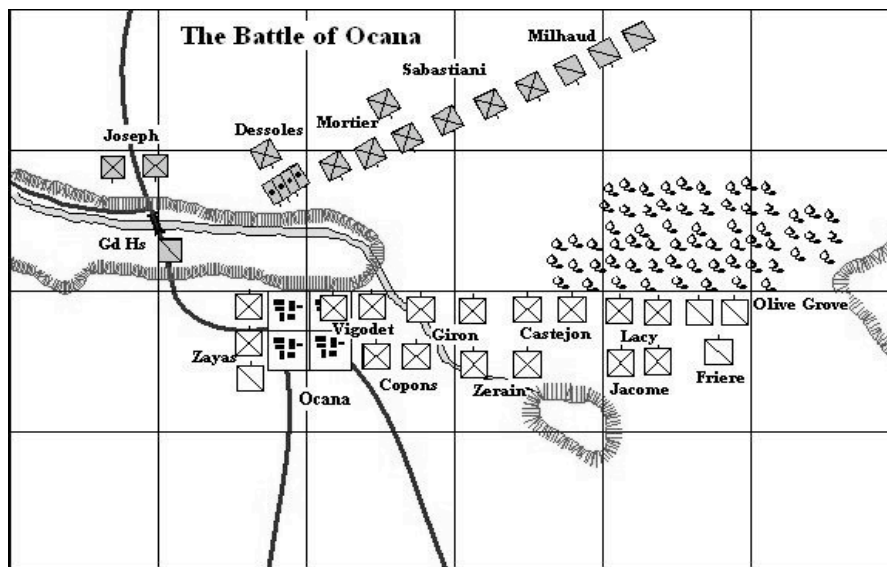 The Battle of Ocana
Milhaud
Sabastiani
Mortier
Dessoles
Joseph
Gd Hs
Olive Grove
Vigodet
Giron
Castejon
Lacy
Zayas
Friere
Copons
Zerain
Jacome
Ocana